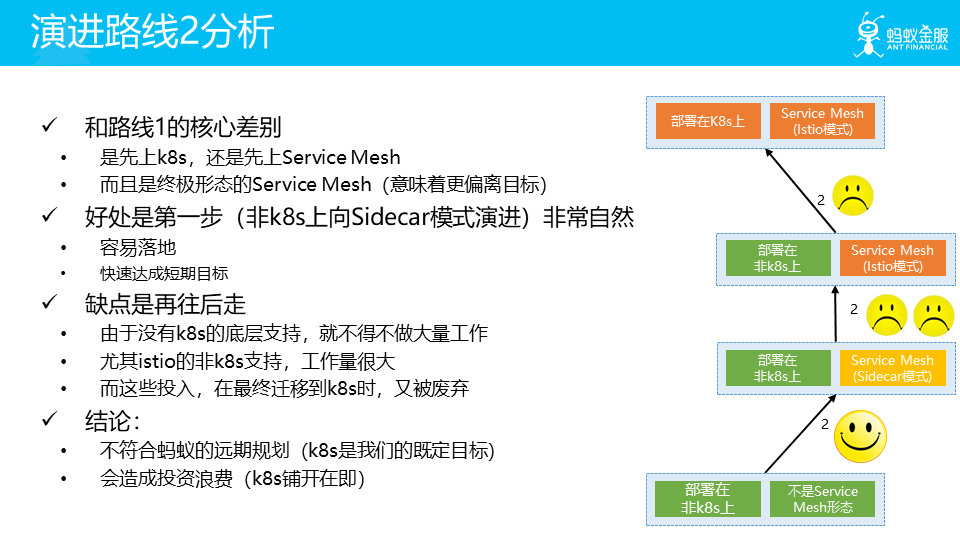 演进路线2分析
蚂蚁金服
ANT FINANCIAL
和路线1的核心差别
是先上k8s，还是先上Service Mesh
而且是终极形态的Service Mesh（意味着更偏离目标）
好处是第一步（非k8s上向Sidecar模式演进）非常自然
容易落地
快速达成短期目标
缺点是再往后走
由于没有k8s的底层支持，就不得不做大量工作
尤其istio的非k8s支持，工作量很大
而这些投入，在最终迁移到k8s时，又被废弃
结论：
不符合蚂蚁的远期规划（k8s是我们的既定目标）
会造成投资浪费（k8s铺开在即）
部署在K8s上
Service Mesh
(Istio模式)
2
部署在
非k8s上
Service Mesh
(Istio模式)
2
部署在
非k8s上
Service Mesh
(Sidecar模式)
2
部署在
非k8s上
不是Service
Mesh形态